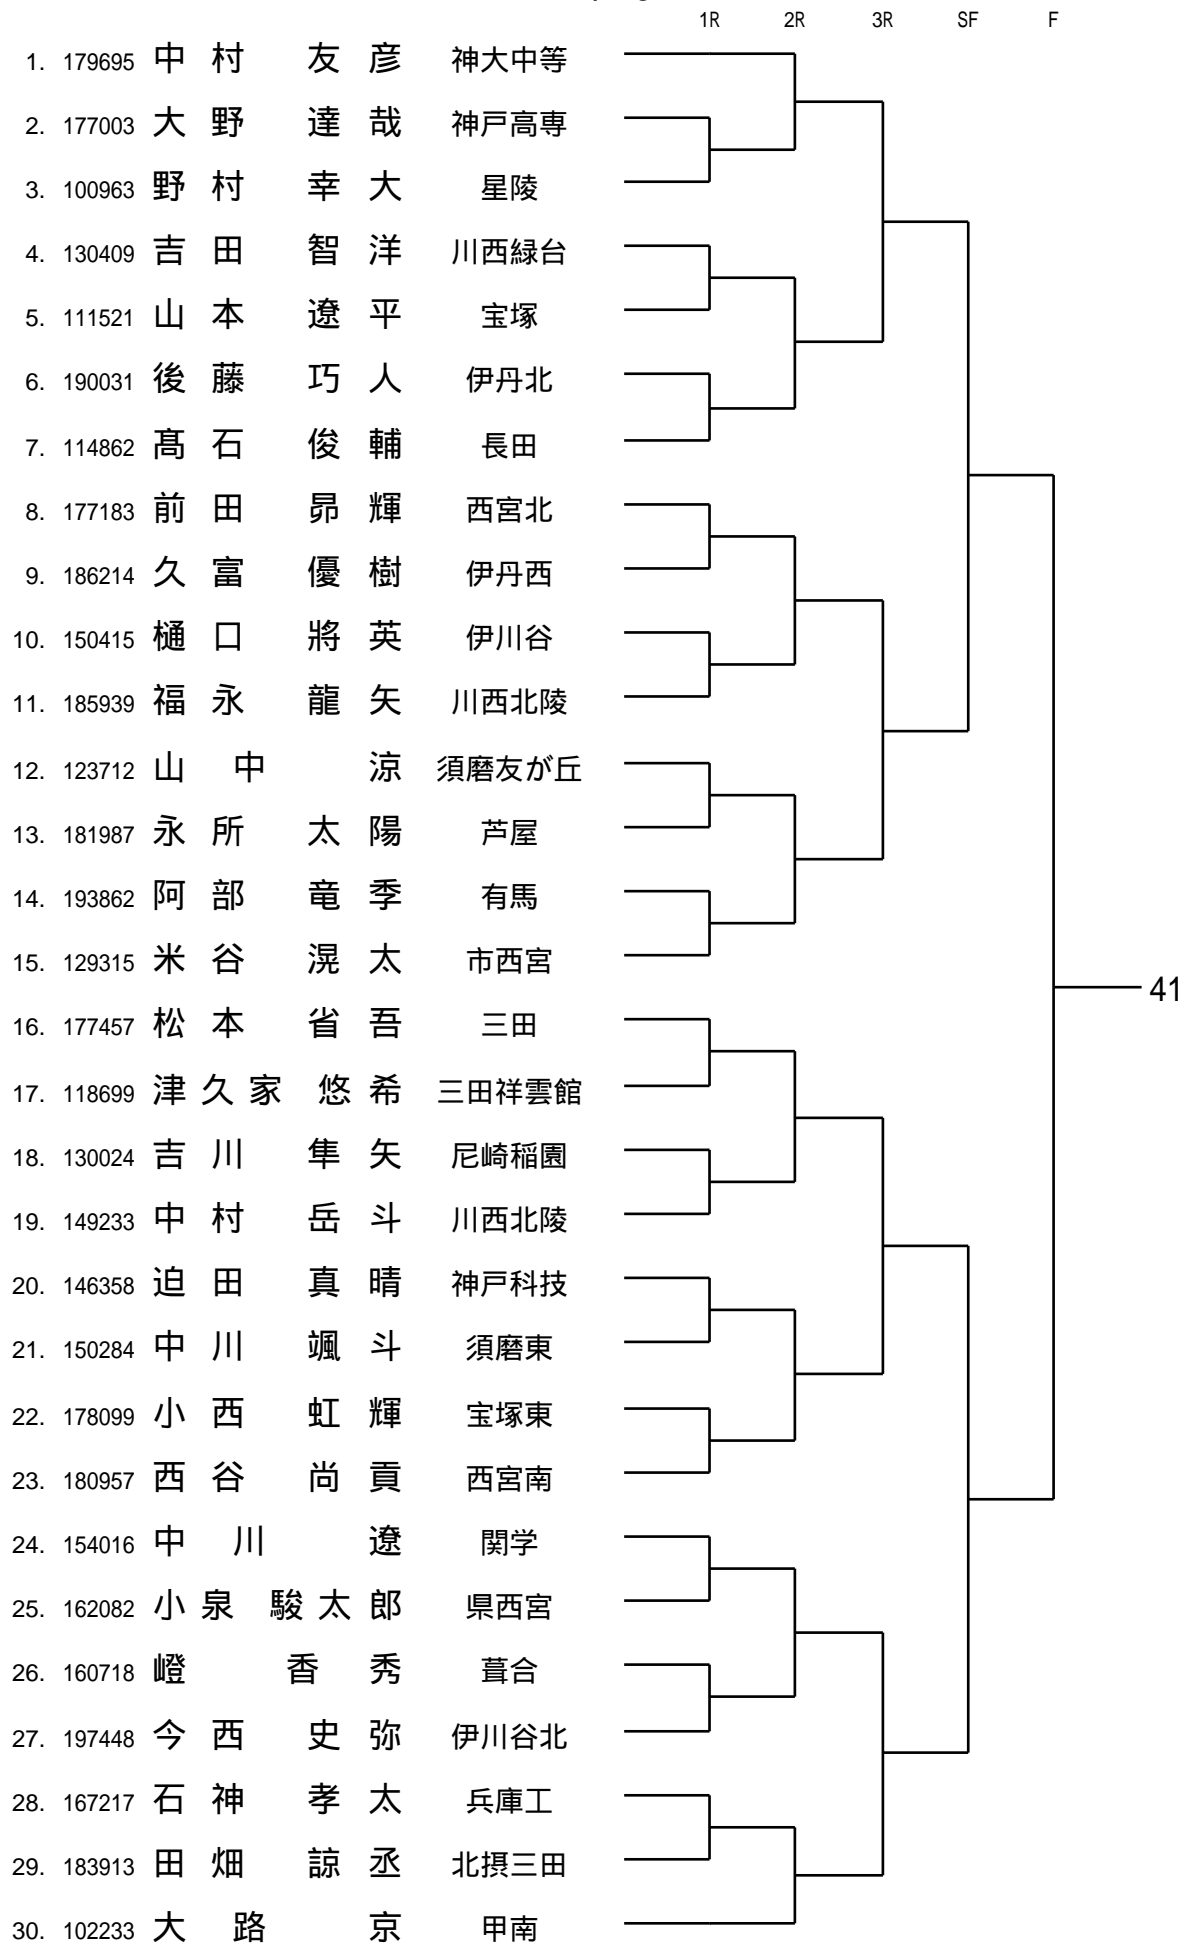 1R 2R 3R SF F
1. 179695 中村 友彦 神大中等
2. 177003 大野 達哉 神戸高専
3. 100963 野村 幸大 星陵
4. 130409 吉田 智洋 川西緑台
5. 111521 山本 遼平 宝塚
6. 190031 後藤 巧人 伊丹北
7. 114862 髙石 俊輔 長田
8. 177183 前田 昴輝 西宮北
9. 186214 久富 優樹 伊丹西
10. 150415 樋口 將英 伊川谷
11. 185939 福永 龍矢 川西北陵
12. 123712 山中 涼 須磨友が丘
13. 181987 永所 太陽 芦屋
14. 193862 阿部 竜季 有馬
15. 129315 米谷 滉太 市西宮
41
16. 177457 松本 省吾 三田
17. 118699 津久家 悠希 三田祥雲館
18. 130024 吉川 隼矢 尼崎稲園
19. 149233 中村 岳斗 川西北陵
20. 146358 迫田 真晴 神戸科技
21. 150284 中川 颯斗 須磨東
22. 178099 小西 虹輝 宝塚東
23. 180957 西谷 尚貢 西宮南
24. 154016 中川 遼 関学
25. 162082 小泉 駿太郎 県西宮
26. 160718 嶝 香秀 葺合
27. 197448 今西 史弥 伊川谷北
28. 167217 石神 孝太 兵庫工
29. 183913 田畑 諒丞 北摂三田
30. 102233 大路 京 甲南